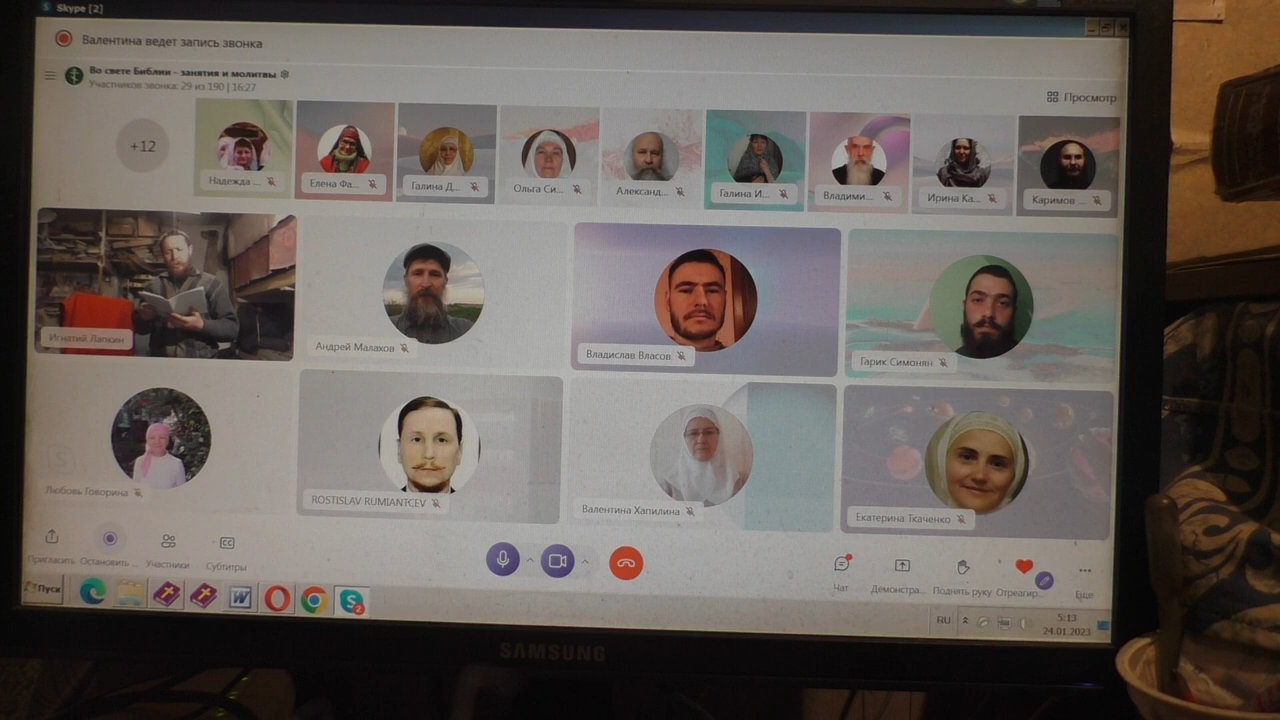 Skype [2]
Валентина ведет запись звонка
Во свете Библии - занятия и молитвы
Участников звонка: 29 из 190 | 16:27
Просмотр
+12
Надежда ...
Елена Фа...
Галина Д...
Ольга Си...
Александ...
Галина И...
Владими...
Ирина Ка...
Каримов ...
Игнатий Лапкин
Андрей Малахов
Владислав Власов
Гарик Симонян
Любовь Говорина
ROSTISLAV RUMIANTCEV
Валентина Хапилина
Екатерина Ткаченко
Пригласить
Остановить ...
Участники
CC
Субтитры
Чат
Демонстра...
Поднять руку
Отреагир...
Еще
Пуск
W
S
2
RU
5:13
24.01.2023
SAMSUNG